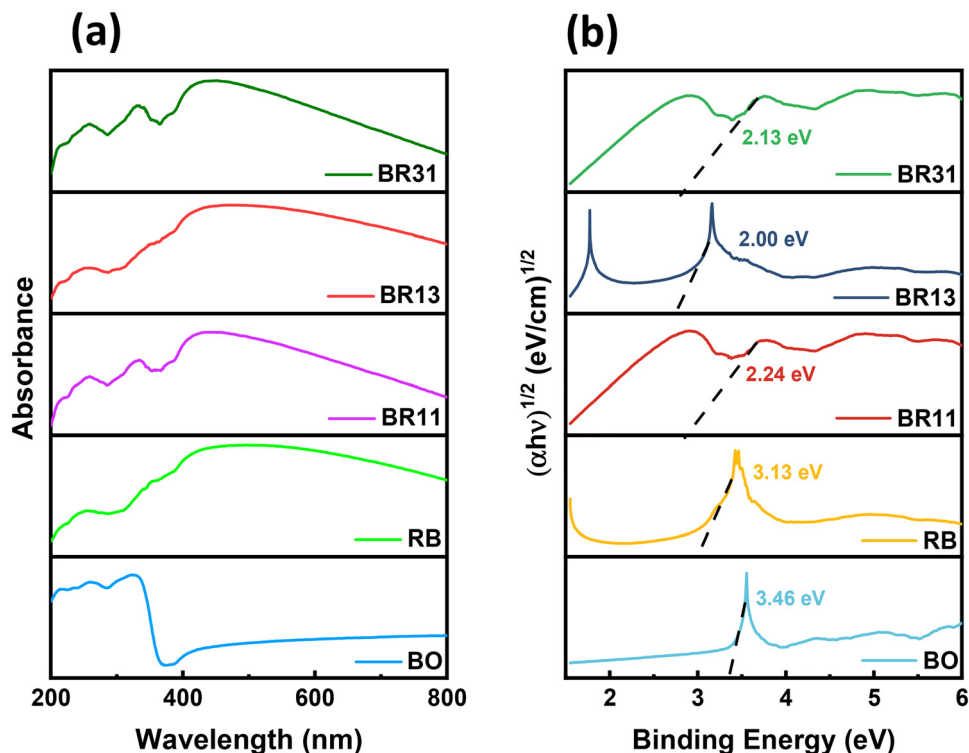 (a)
Absorbance
BR31
BR13
BR11
RB
BO
200
400
600
800
Wavelength (nm)
(b)
(αhν)1/2 (eV/cm)1/2
2.13 eV
BR31
2.00 eV
BR13
2.24 eV
BR11
3.13 eV
RB
3.46 eV
BO
2
3
4
5
6
Binding Energy (eV)